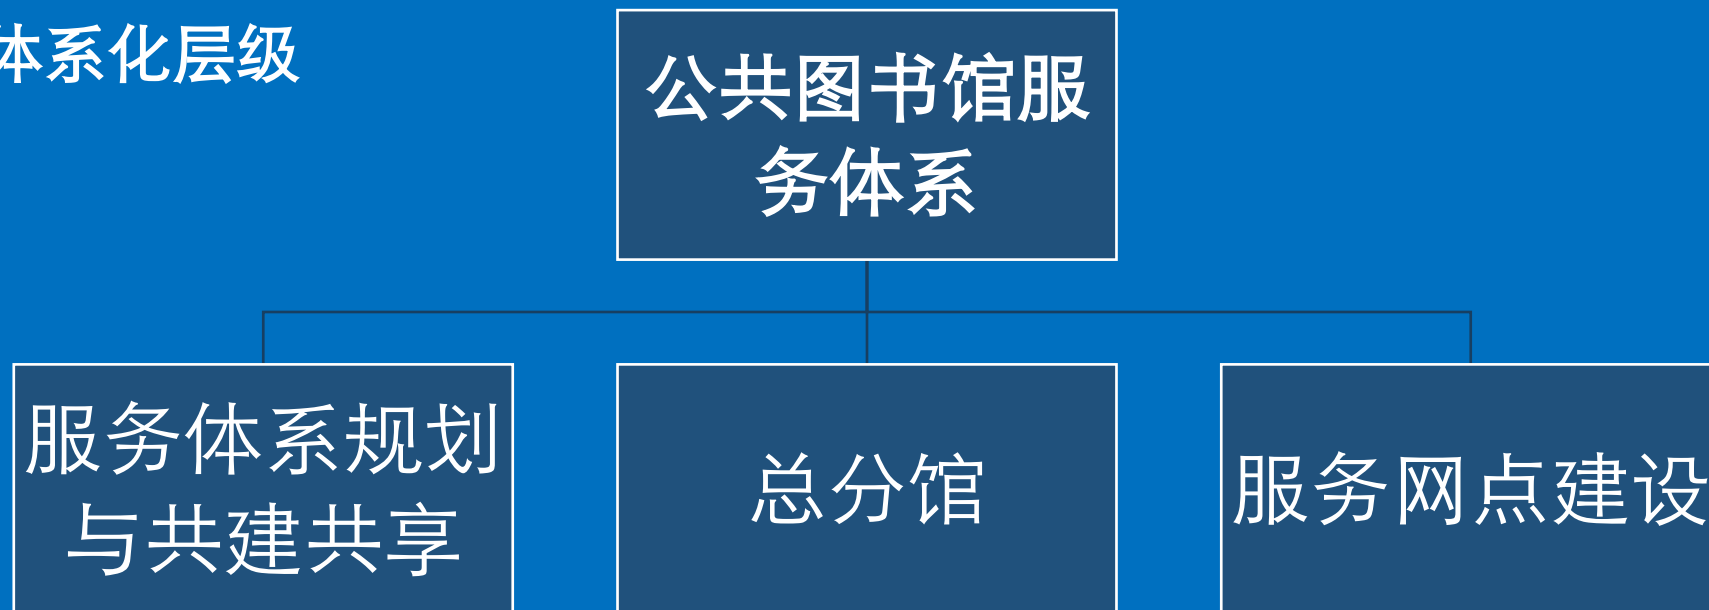 体系化层级
公共图书馆服
务体系
服务体系规划
与共建共享
总分馆
服务网点建设